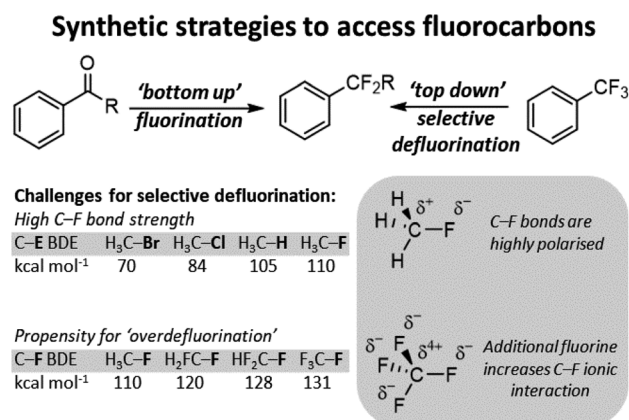 Synthetic strategies to access fluorocarbons
O
R
'bottom up'
fluorination
CF₂R
'top down'
selective
defluorination
CF₃
Challenges for selective defluorination:
High C–F bond strength
C–E BDE H₃C–Br H₃C–Cl H₃C–H H₃C–F
kcal mol⁻¹ 70 84 105 110
Propensity for 'overdefluorination'
C–F BDE H₃C–F H₂FC–F HF₂C–F F₃C–F
kcal mol⁻¹ 110 120 128 131
H δ⁺ δ⁻
H C–F
H
C–F bonds are
highly polarised
δ⁻
δ⁻ F δ⁴⁺ δ⁻
F C–F
δ⁻ F
Additional fluorine
increases C–F ionic
interaction